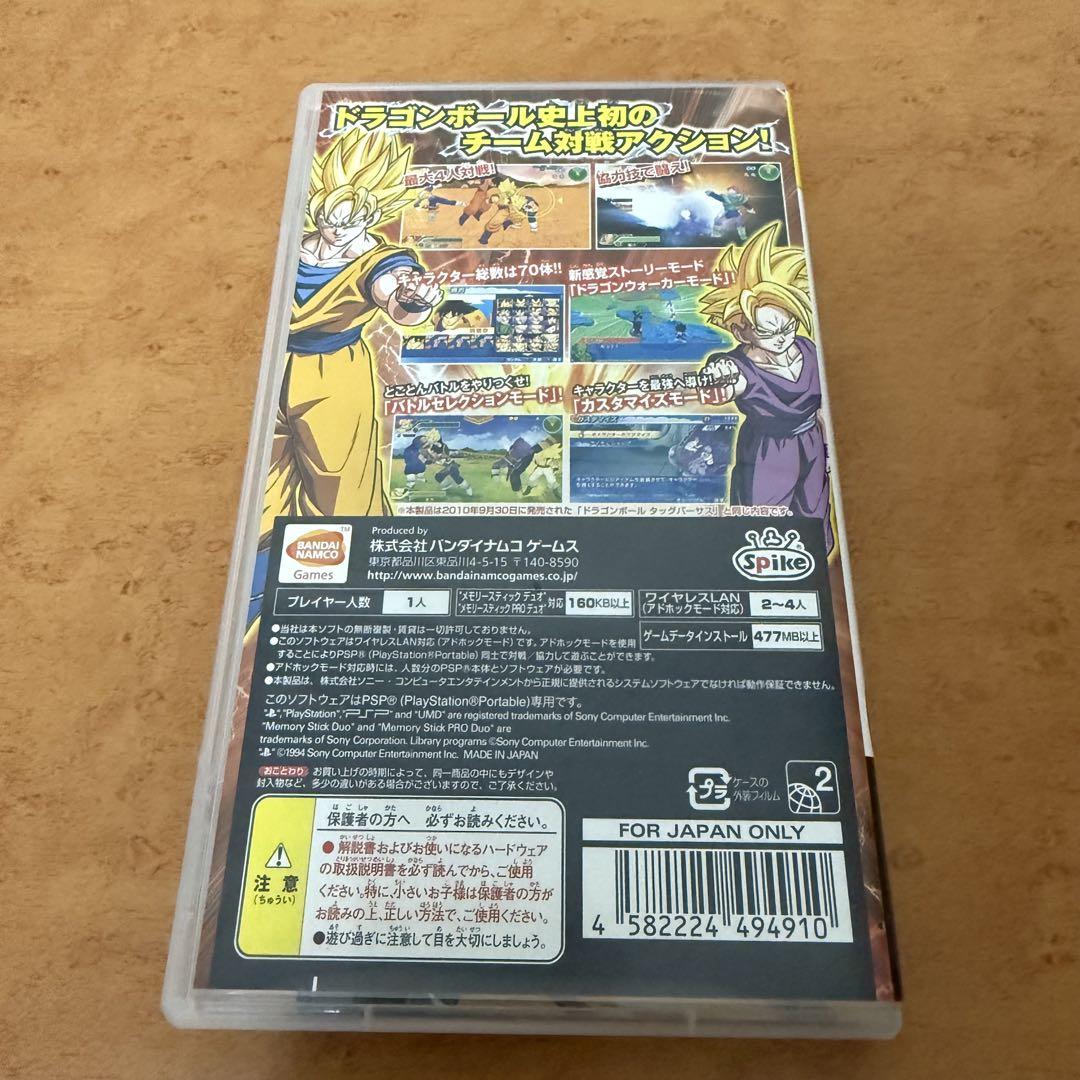 ドラゴンボール史上初の
チーム対戦アクション!
最大4人対戦!
協力技で闘え!
キャラクター総数は70体!!
新感覚ストーリーモード
「ドラゴンウォーカーモード」!
とことんバトルをやりつくせ!
「バトルセレクションモード」!
キャラクターを最強へ導け!
「カスタマイズモード」!
※本製品は2010年9月30日に発売された「ドラゴンボール タッグバーサス」と同じ内容です。
BANDAI
NAMCO
Games
TM
Produced by
株式会社 バンダイナムコ ゲームス
東京都品川区東品川4-5-15 〒140-8590
http://www.bandainamcogames.co.jp/
Spike
プレイヤー人数 1人
"メモリースティック デュオ"
"メモリースティック PRO デュオ" 対応 160KB以上
ワイヤレスLAN
(アドホックモード対応) 2~4人
ゲームデータインストール 477MB以上
●当社は本ソフトの無断複製・賃貸は一切許可しておりません。
●このソフトウェアはワイヤレスLAN対応(アドホックモード)です。アドホックモードを使用
することによりPSP®(PlayStation®Portable)同士で対戦/協力して遊ぶことができます。
●アドホックモード対応時には、人数分のPSP®本体とソフトウェアが必要です。
●本製品は、株式会社ソニー・コンピュータエンタテインメントから正規に提供されるシステムソフトウェアでなければ動作保証できません。
このソフトウェアはPSP®(PlayStation®Portable)専用です。
"PlayStation", "PSP" and "UMD" are registered trademarks of Sony Computer Entertainment Inc.
"Memory Stick Duo" and "Memory Stick PRO Duo" are
trademarks of Sony Corporation. Library programs ©Sony Computer Entertainment Inc.
©1994 Sony Computer Entertainment Inc. MADE IN JAPAN
おことわり お買い上げの時期によって、同一商品の中にもデザインや
封入物など、多少の違いがある場合がございますので、ご了承ください。
プラ
ケースの
外装フィルム
2
注意
(ちゅうい)
保護者の方へ 必ずお読みください。
●解説書およびお使いになるハードウェア
の取扱説明書を必ず読んでから、ご使用
ください。特に、小さいお子様は保護者の方が
お読みの上、正しい方法で、ご使用ください。
●遊び過ぎに注意して目を大切にしましょう。
FOR JAPAN ONLY
4 582224 494910